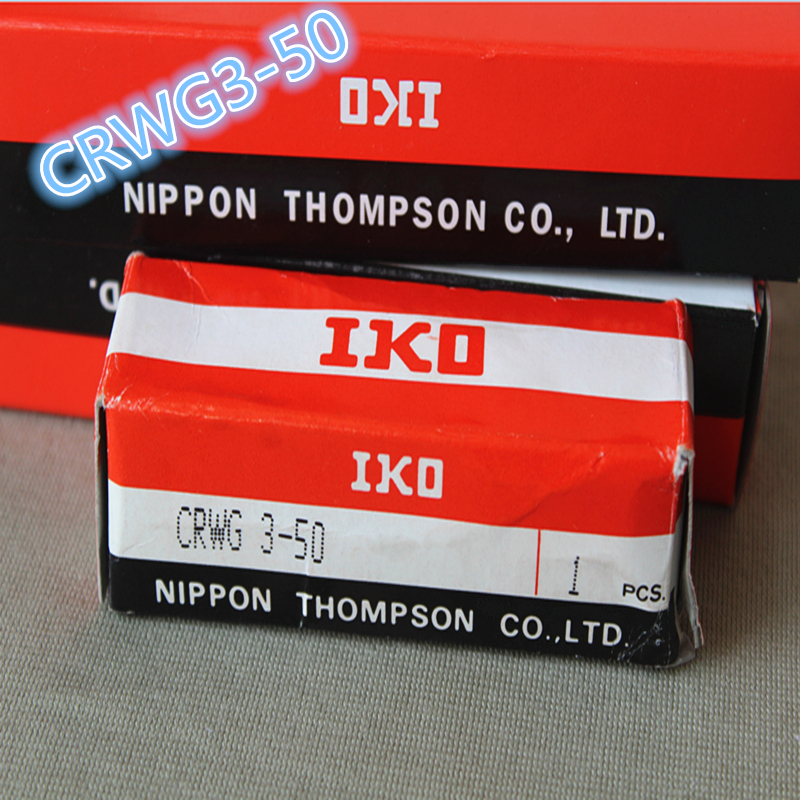 CRWG3-50
IKO
NIPPON THOMPSON CO., LTD.
D.
IKO
IKO
CRWG 3-50
1 PCS.
NIPPON THOMPSON CO.,LTD.